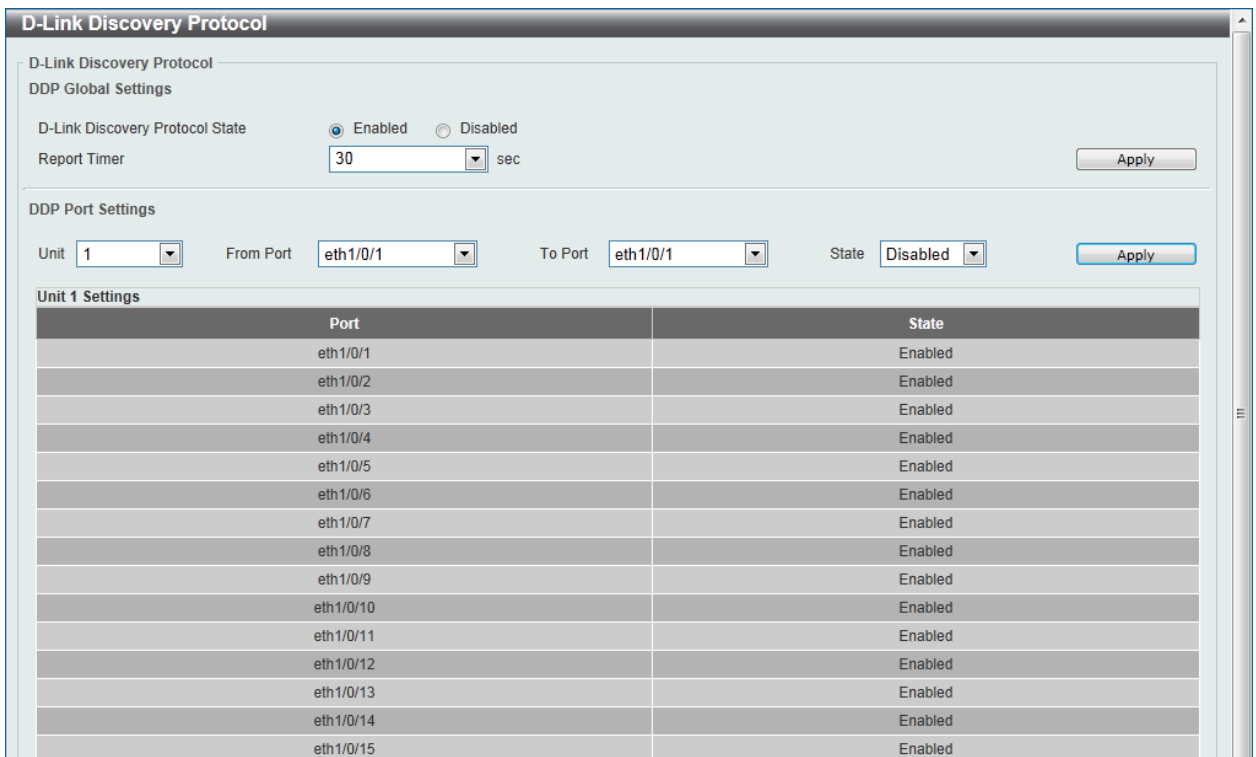 D-Link Discovery Protocol
D-Link Discovery Protocol
DDP Global Settings
D-Link Discovery Protocol State Enabled Disabled
Report Timer 30 sec Apply
DDP Port Settings
Unit 1 From Port eth1/0/1 To Port eth1/0/1 State Disabled Apply
Unit 1 Settings
Port State
eth1/0/1 Enabled
eth1/0/2 Enabled
eth1/0/3 Enabled
eth1/0/4 Enabled
eth1/0/5 Enabled
eth1/0/6 Enabled
eth1/0/7 Enabled
eth1/0/8 Enabled
eth1/0/9 Enabled
eth1/0/10 Enabled
eth1/0/11 Enabled
eth1/0/12 Enabled
eth1/0/13 Enabled
eth1/0/14 Enabled
eth1/0/15 Enabled